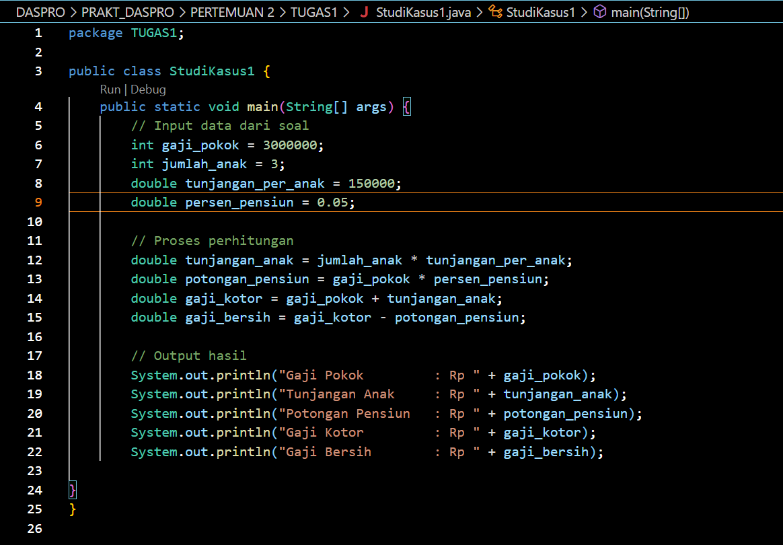 DASPRO > PRAKT_DASPRO > PERTEMUAN 2 > TUGAS1 > J StudiKasus1.java > StudiKasus1 > main(String[])
1 package TUGAS1;
2
3 public class StudiKasus1 {
Run | Debug
4 public static void main(String[] args) {
5 // Input data dari soal
6 int gaji_pokok = 3000000;
7 int jumlah_anak = 3;
8 double tunjangan_per_anak = 150000;
9 double persen_pensiun = 0.05;
10
11 // Proses perhitungan
12 double tunjangan_anak = jumlah_anak * tunjangan_per_anak;
13 double potongan_pensiun = gaji_pokok * persen_pensiun;
14 double gaji_kotor = gaji_pokok + tunjangan_anak;
15 double gaji_bersih = gaji_kotor - potongan_pensiun;
16
17 // Output hasil
18 System.out.println("Gaji Pokok         : Rp " + gaji_pokok);
19 System.out.println("Tunjangan Anak     : Rp " + tunjangan_anak);
20 System.out.println("Potongan Pensiun   : Rp " + potongan_pensiun);
21 System.out.println("Gaji Kotor         : Rp " + gaji_kotor);
22 System.out.println("Gaji Bersih        : Rp " + gaji_bersih);
23
24 }
25 }
26